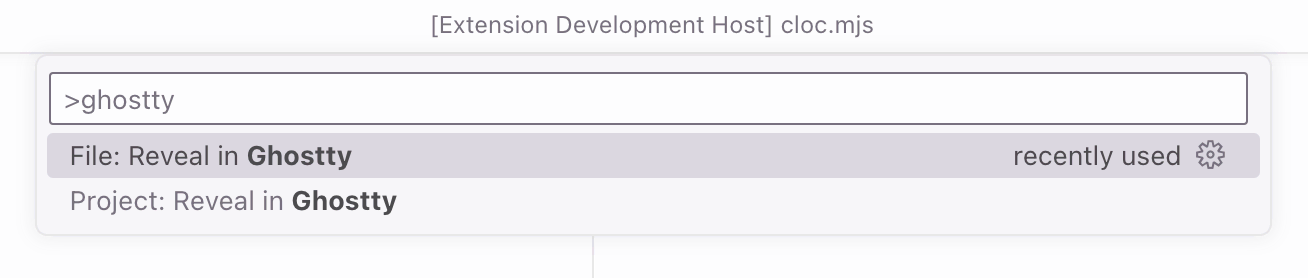 [Extension Development Host] cloc.mjs
>ghostty
File: Reveal in Ghostty recently used
Project: Reveal in Ghostty